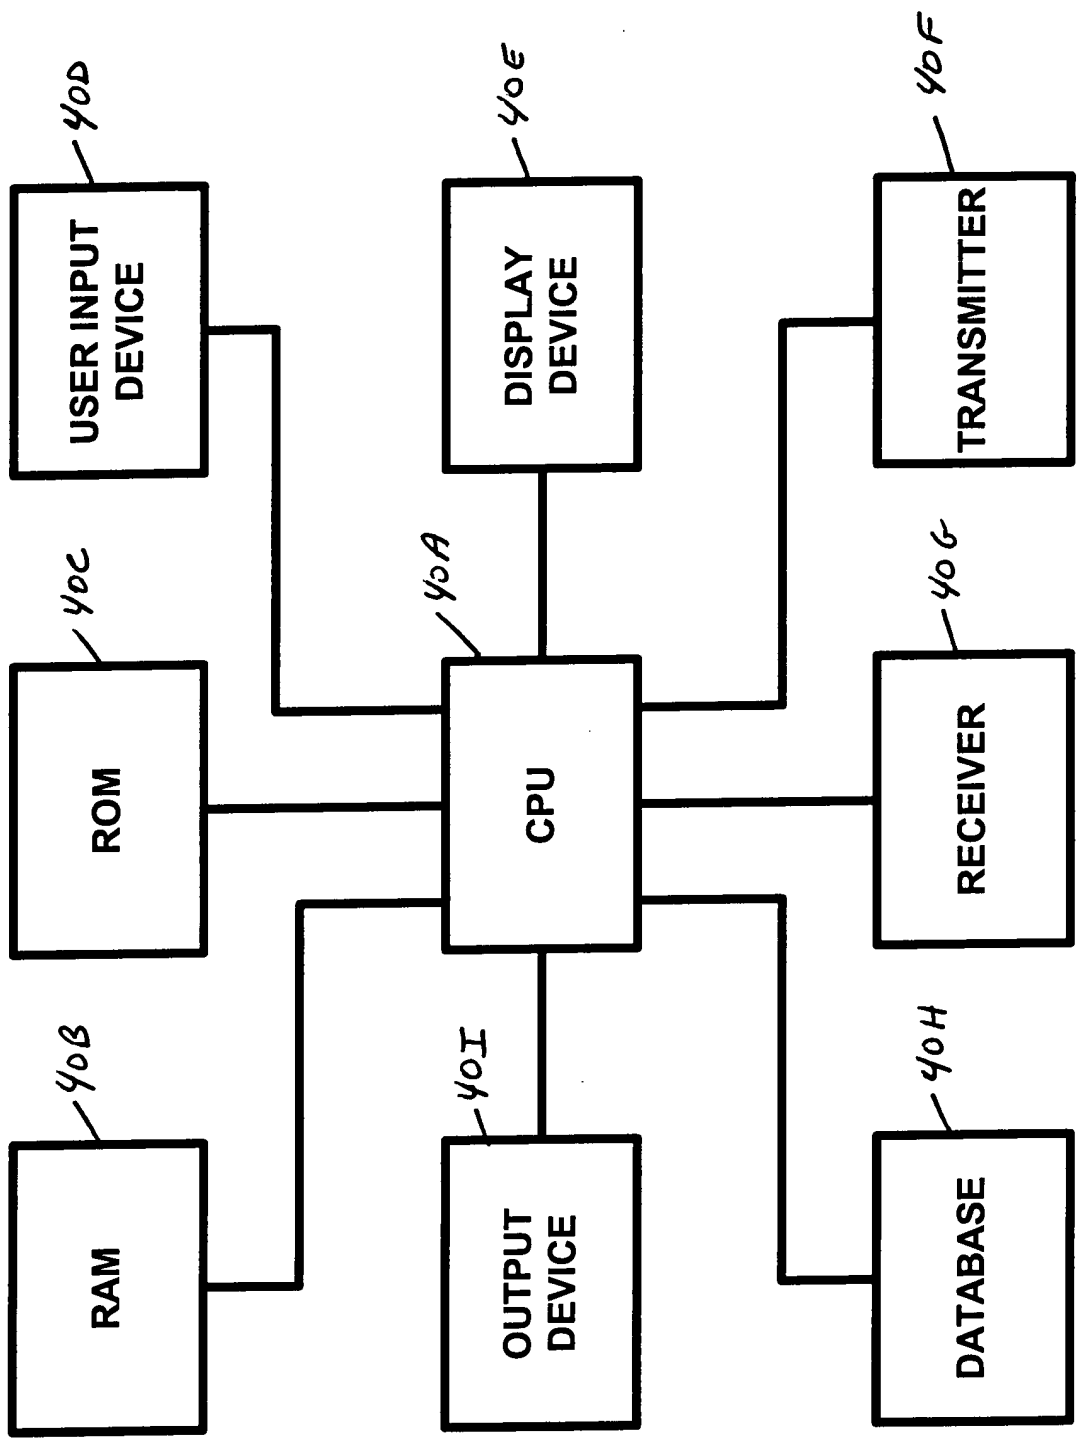 40B
RAM
40C
ROM
40D
USER INPUT
DEVICE
40I
OUTPUT
DEVICE
40A
CPU
40E
DISPLAY
DEVICE
40H
DATABASE
40G
RECEIVER
40F
TRANSMITTER